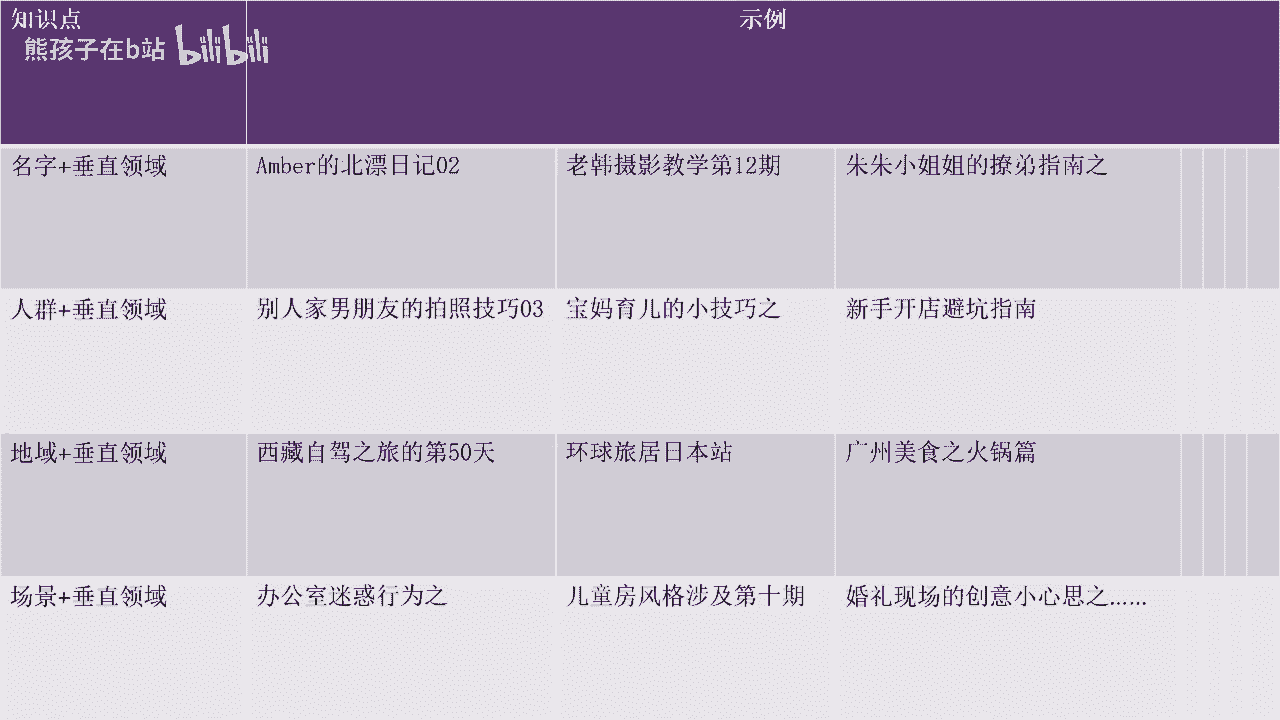 知识点
示例
熊孩子在b站 bilibili
名字+垂直领域
Amber的北漂日记02
老韩摄影教学第12期
朱朱小姐姐的撩弟指南之
人群+垂直领域
别人家男朋友的拍照技巧03
宝妈育儿的小技巧之
新手开店避坑指南
地域+垂直领域
西藏自驾之旅的第50天
环球旅居日本站
广州美食之火锅篇
场景+垂直领域
办公室迷惑行为之
儿童房风格涉及第十期
婚礼现场的创意小心思之……